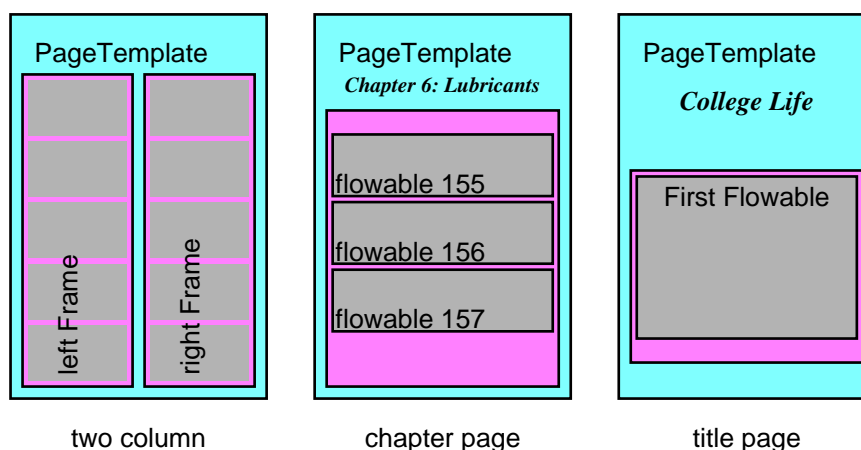 PageTemplate
left Frame
right Frame
two column
PageTemplate
Chapter 6: Lubricants
flowable 155
flowable 156
flowable 157
chapter page
PageTemplate
College Life
First Flowable
title page